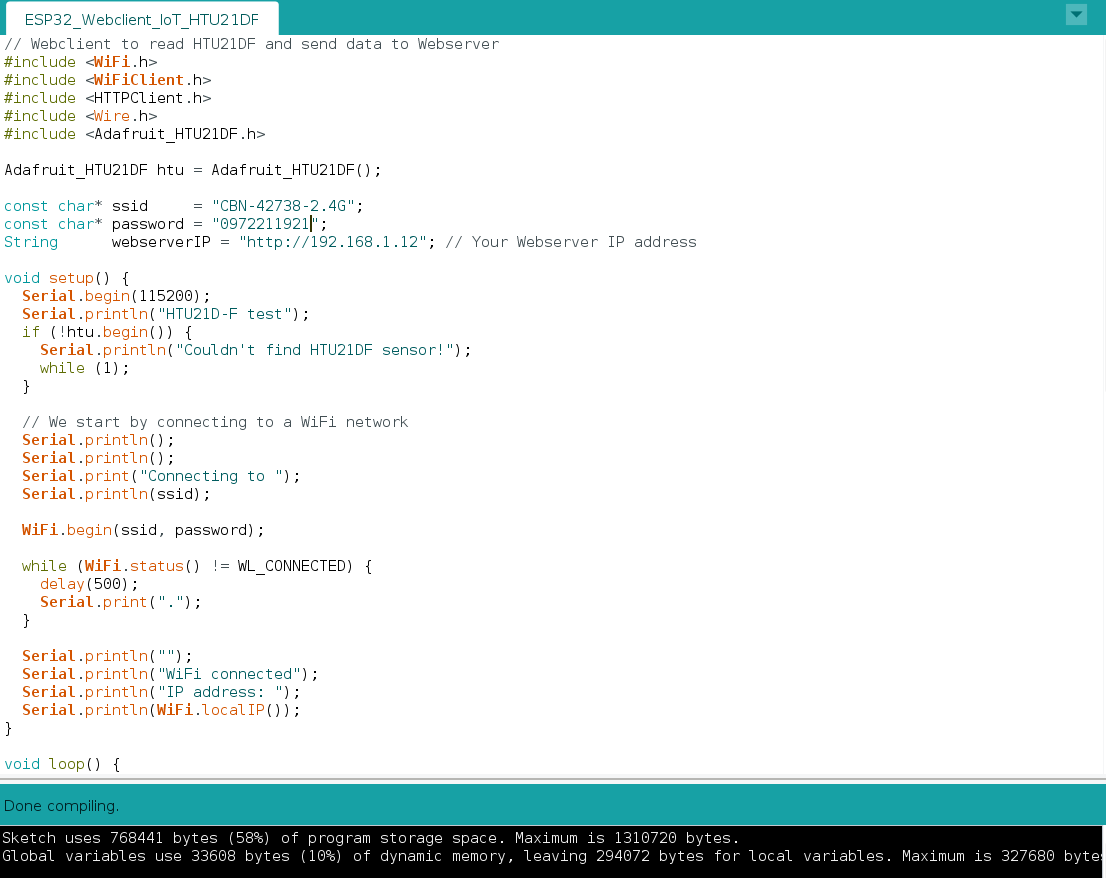 ESP32_Webclient_IoT_HTU21DF
// Webclient to read HTU21DF and send data to Webserver
#include <WiFi.h>
#include <WiFiClient.h>
#include <HTTPClient.h>
#include <Wire.h>
#include <Adafruit_HTU21DF.h>
Adafruit_HTU21DF htu = Adafruit_HTU21DF();
const char* ssid     = "CBN-42738-2.4G";
const char* password = "0972211921";
String      webserverIP = "http://192.168.1.12"; // Your Webserver IP address
void setup() {
  Serial.begin(115200);
  Serial.println("HTU21D-F test");
  if (!htu.begin()) {
    Serial.println("Couldn't find HTU21DF sensor!");
    while (1);
  }
  // We start by connecting to a WiFi network
  Serial.println();
  Serial.println();
  Serial.print("Connecting to ");
  Serial.println(ssid);
  WiFi.begin(ssid, password);
  while (WiFi.status() != WL_CONNECTED) {
    delay(500);
    Serial.print(".");
  }
  Serial.println("");
  Serial.println("WiFi connected");
  Serial.println("IP address: ");
  Serial.println(WiFi.localIP());
}
void loop() {
Done compiling.
Sketch uses 768441 bytes (58%) of program storage space. Maximum is 1310720 bytes.
Global variables use 33608 bytes (10%) of dynamic memory, leaving 294072 bytes for local variables. Maximum is 327680 byte